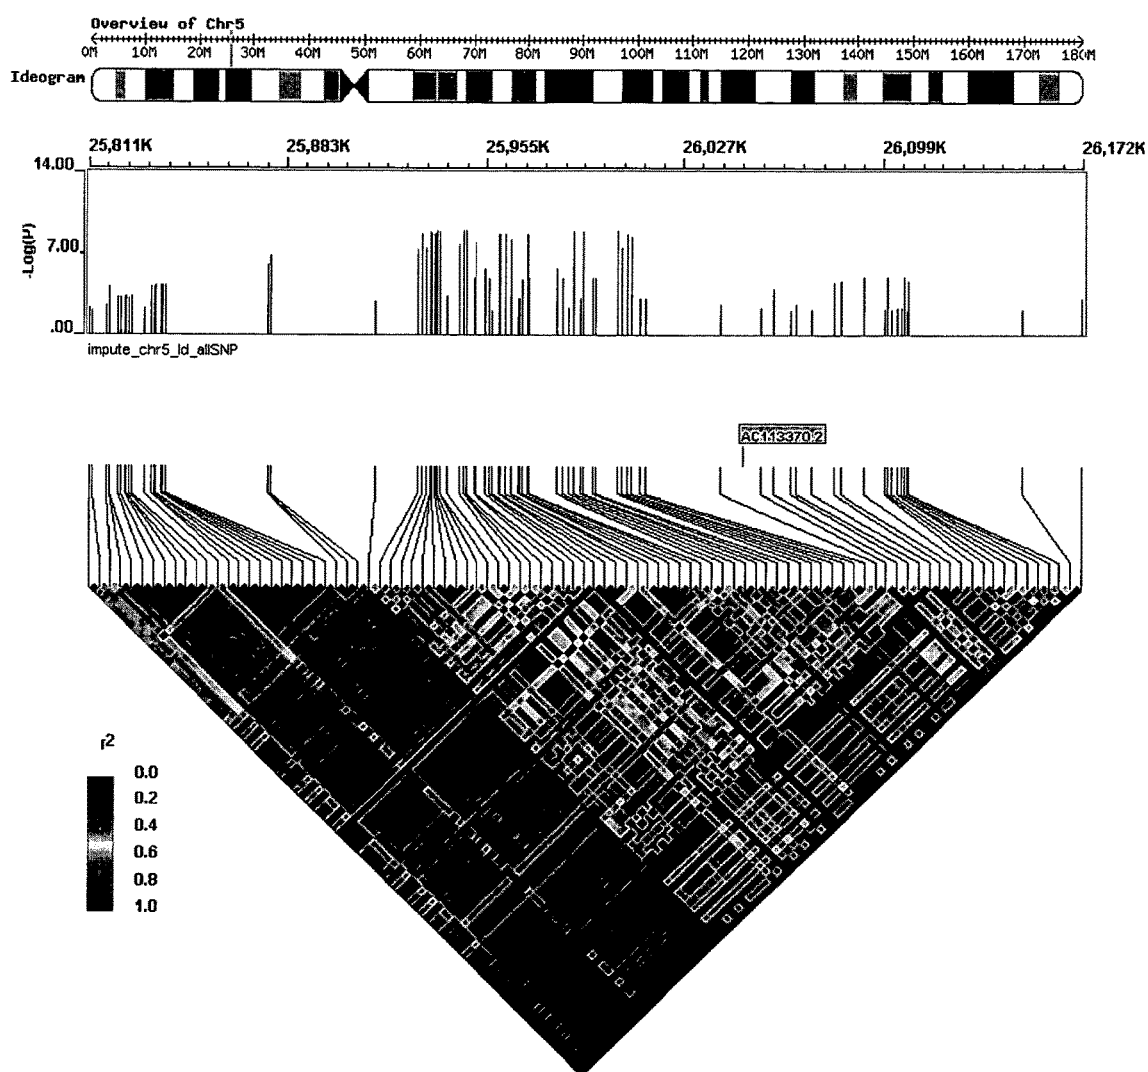 Overview of Chr5
0M 10M 20M 30M 40M 50M 60M 70M 80M 90M 100M 110M 120M 130M 140M 150M 160M 170M 180M
Ideogram
25,811K 25,883K 25,955K 26,027K 26,099K 26,172K
14.00
7.00
.00
-Log(P)
impute_chr5_ld_allSNP
AC113370.2
r2
0.0
0.2
0.4
0.6
0.8
1.0